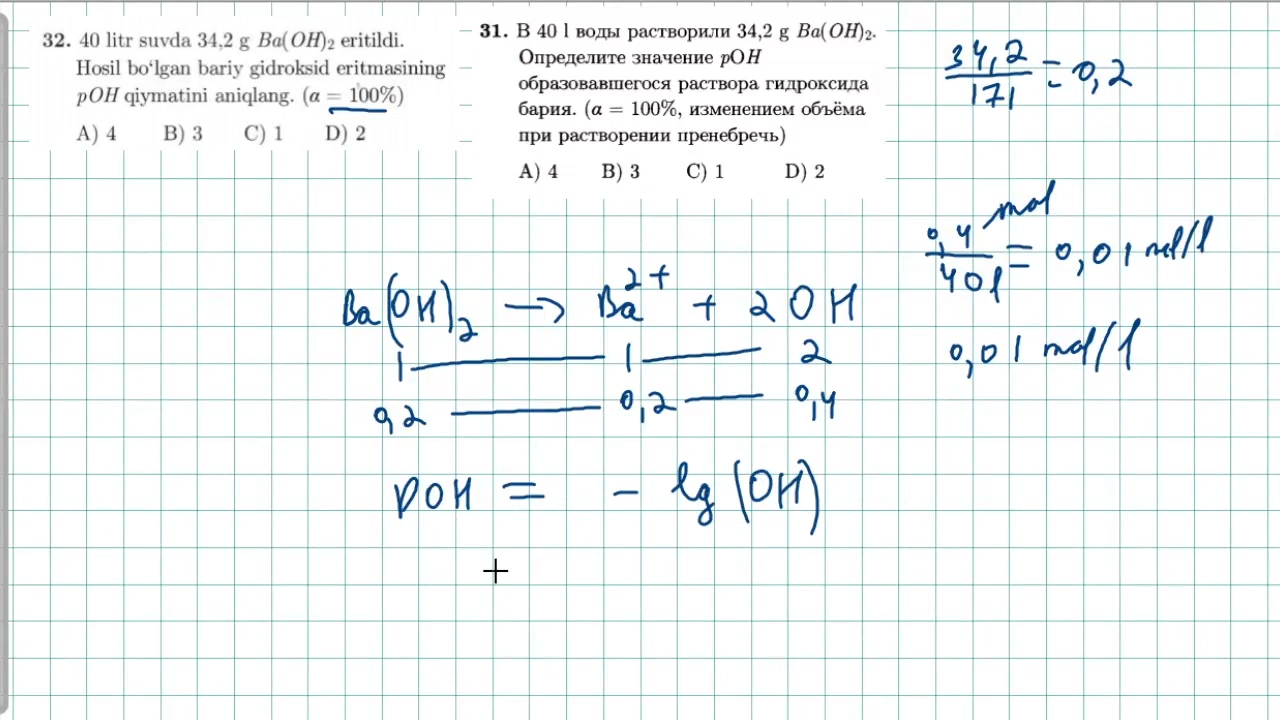 32. 40 litr suvda 34,2 g Ba(OH)₂ eritildi.
Hosil bo‘lgan bariy gidroksid eritmasining
pOH qiymatini aniqlang. (α = 100%)
A) 4 B) 3 C) 1 D) 2
31. В 40 l воды растворили 34,2 g Ba(OH)₂.
Определите значение pOH
образовавшегося раствора гидроксида
бария. (α = 100%, изменением объёма
при растворении пренебречь)
A) 4 B) 3 C) 1 D) 2
34,2/171 = 0,2
0,4 mol/40 l = 0,01 mol/l
0,01 mol/l
Ba(OH)₂ → Ba²⁺ + 2OH
1 — 1 — 2
0,2 — 0,2 — 0,4
pOH = - lg (OH)